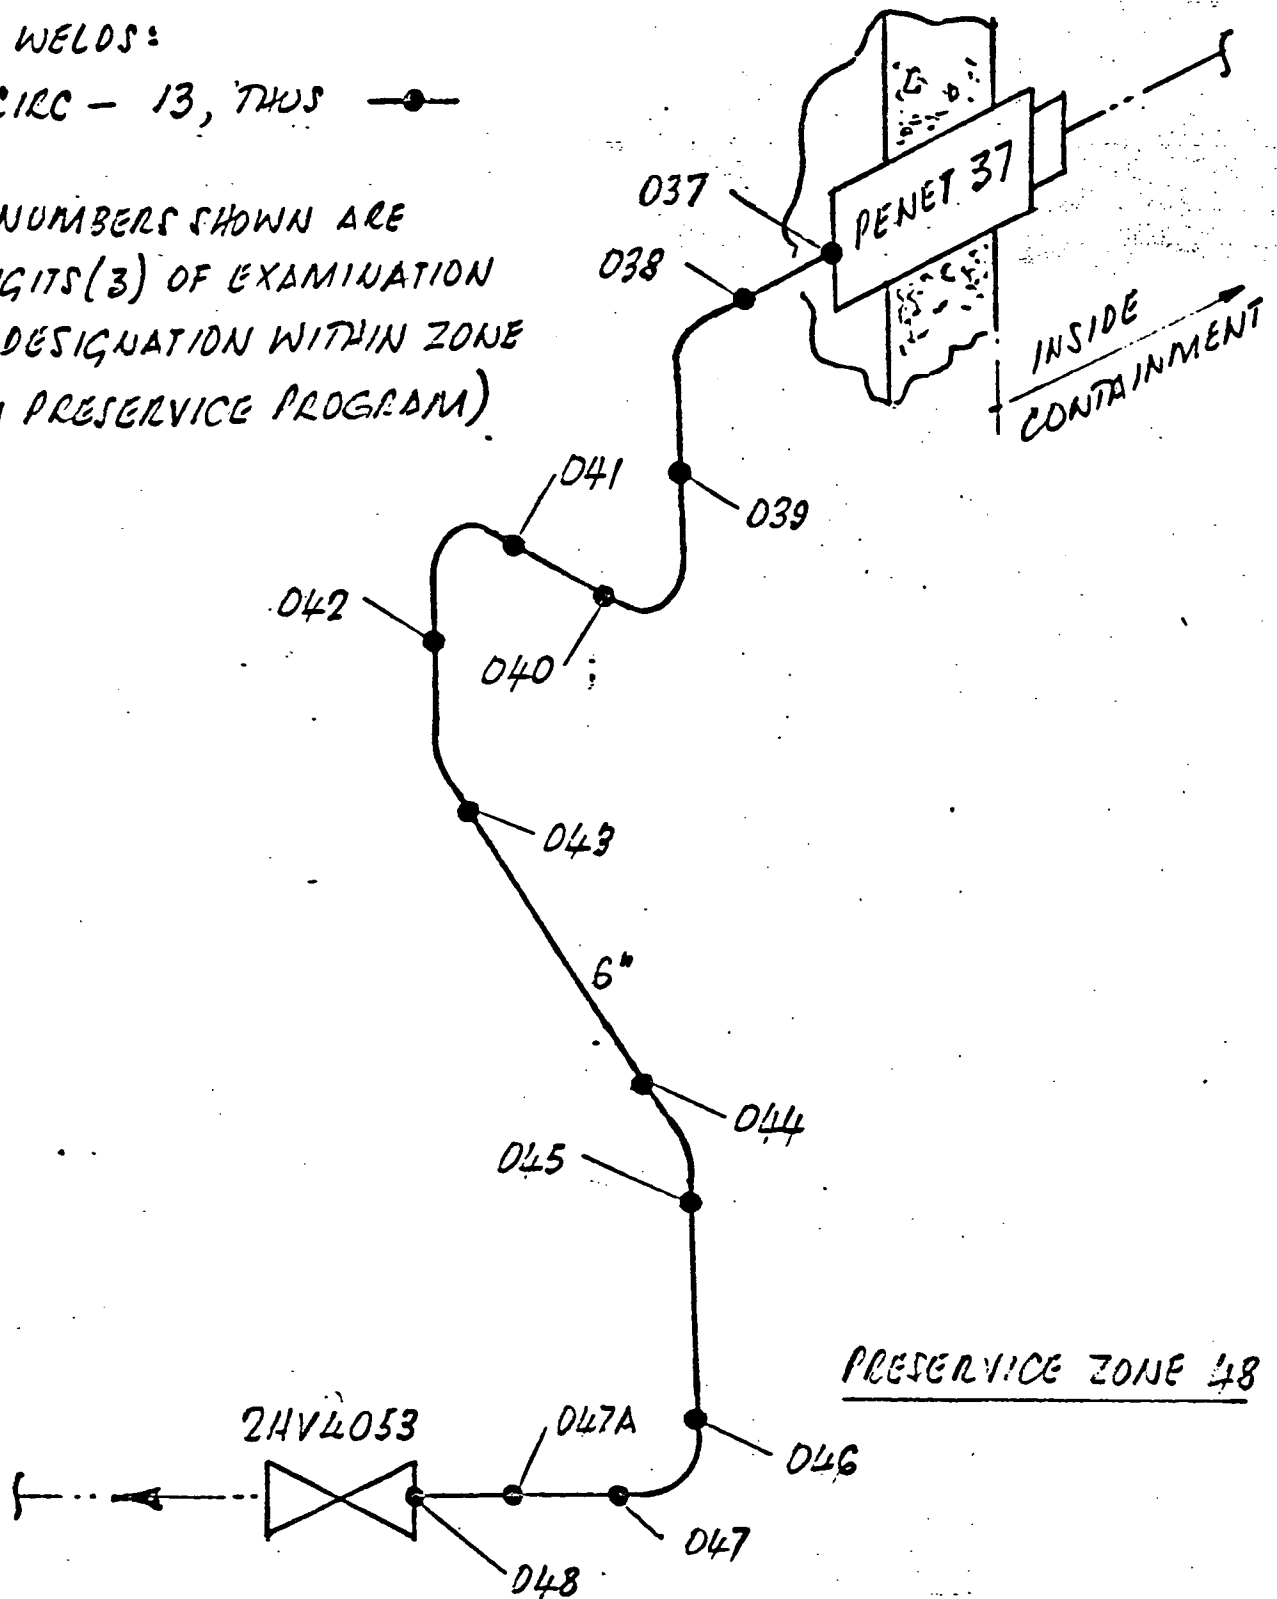 WELDS:
CIRC - 13, THUS
NUMBERS SHOWN ARE
GITS(3) OF EXAMINATION
DESIGNATION WITHIN ZONE
PRESERVICE PROGRAM)
PENET 37
037
038
INSIDE
CONTAINMENT
039
041
042
040
043
6"
044
045
PRESERVICE ZONE 48
2HV4053
047A
046
047
048